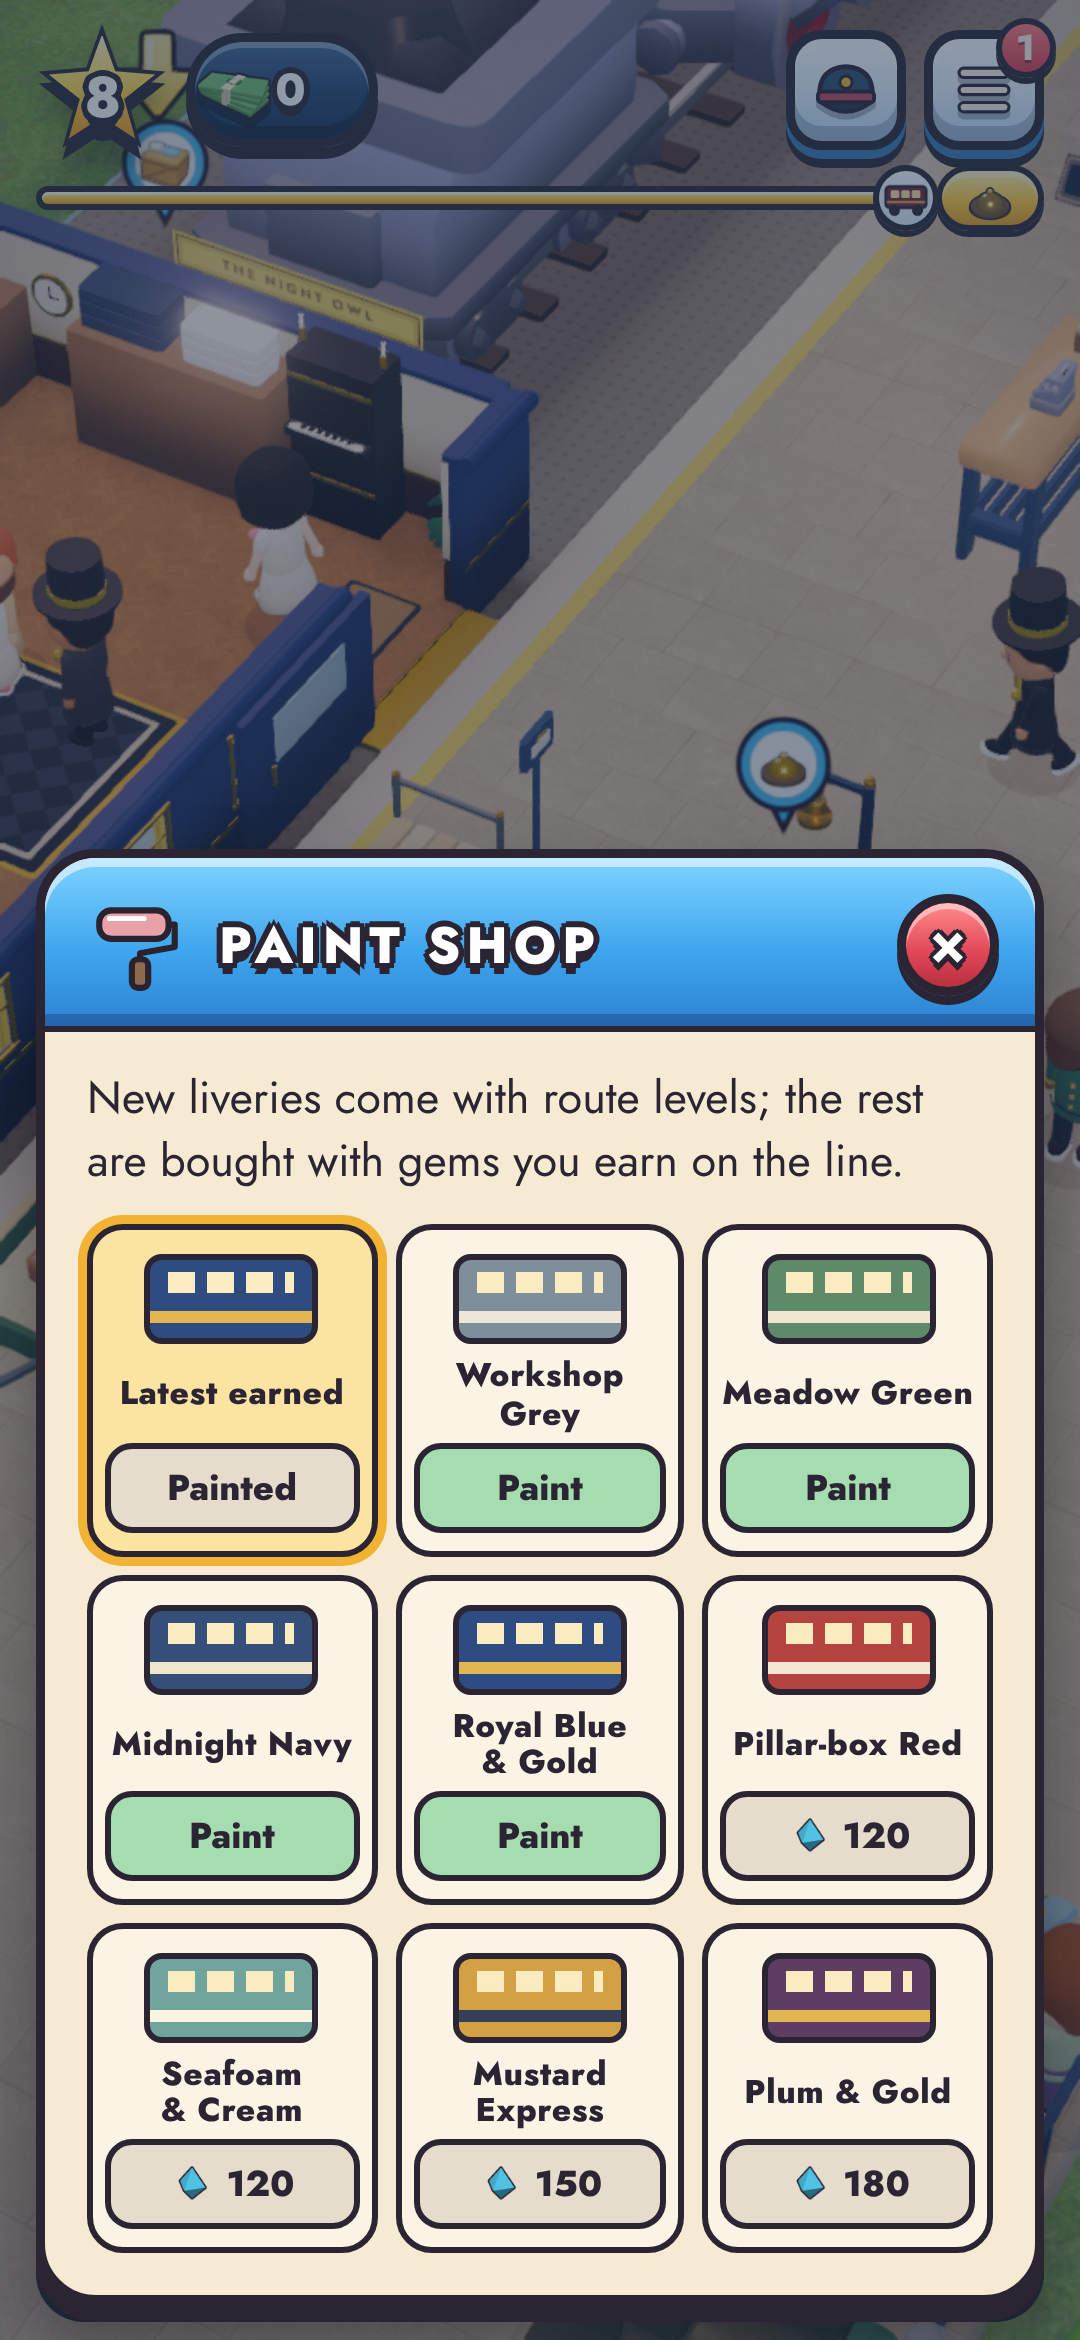 8
0
1
THE NIGHT OWL
PAINT SHOP
New liveries come with route levels; the rest
are bought with gems you earn on the line.
Latest earned
Painted
Workshop
Grey
Paint
Meadow Green
Paint
Midnight Navy
Paint
Royal Blue
& Gold
Paint
Pillar-box Red
120
Seafoam
& Cream
120
Mustard
Express
150
Plum & Gold
180